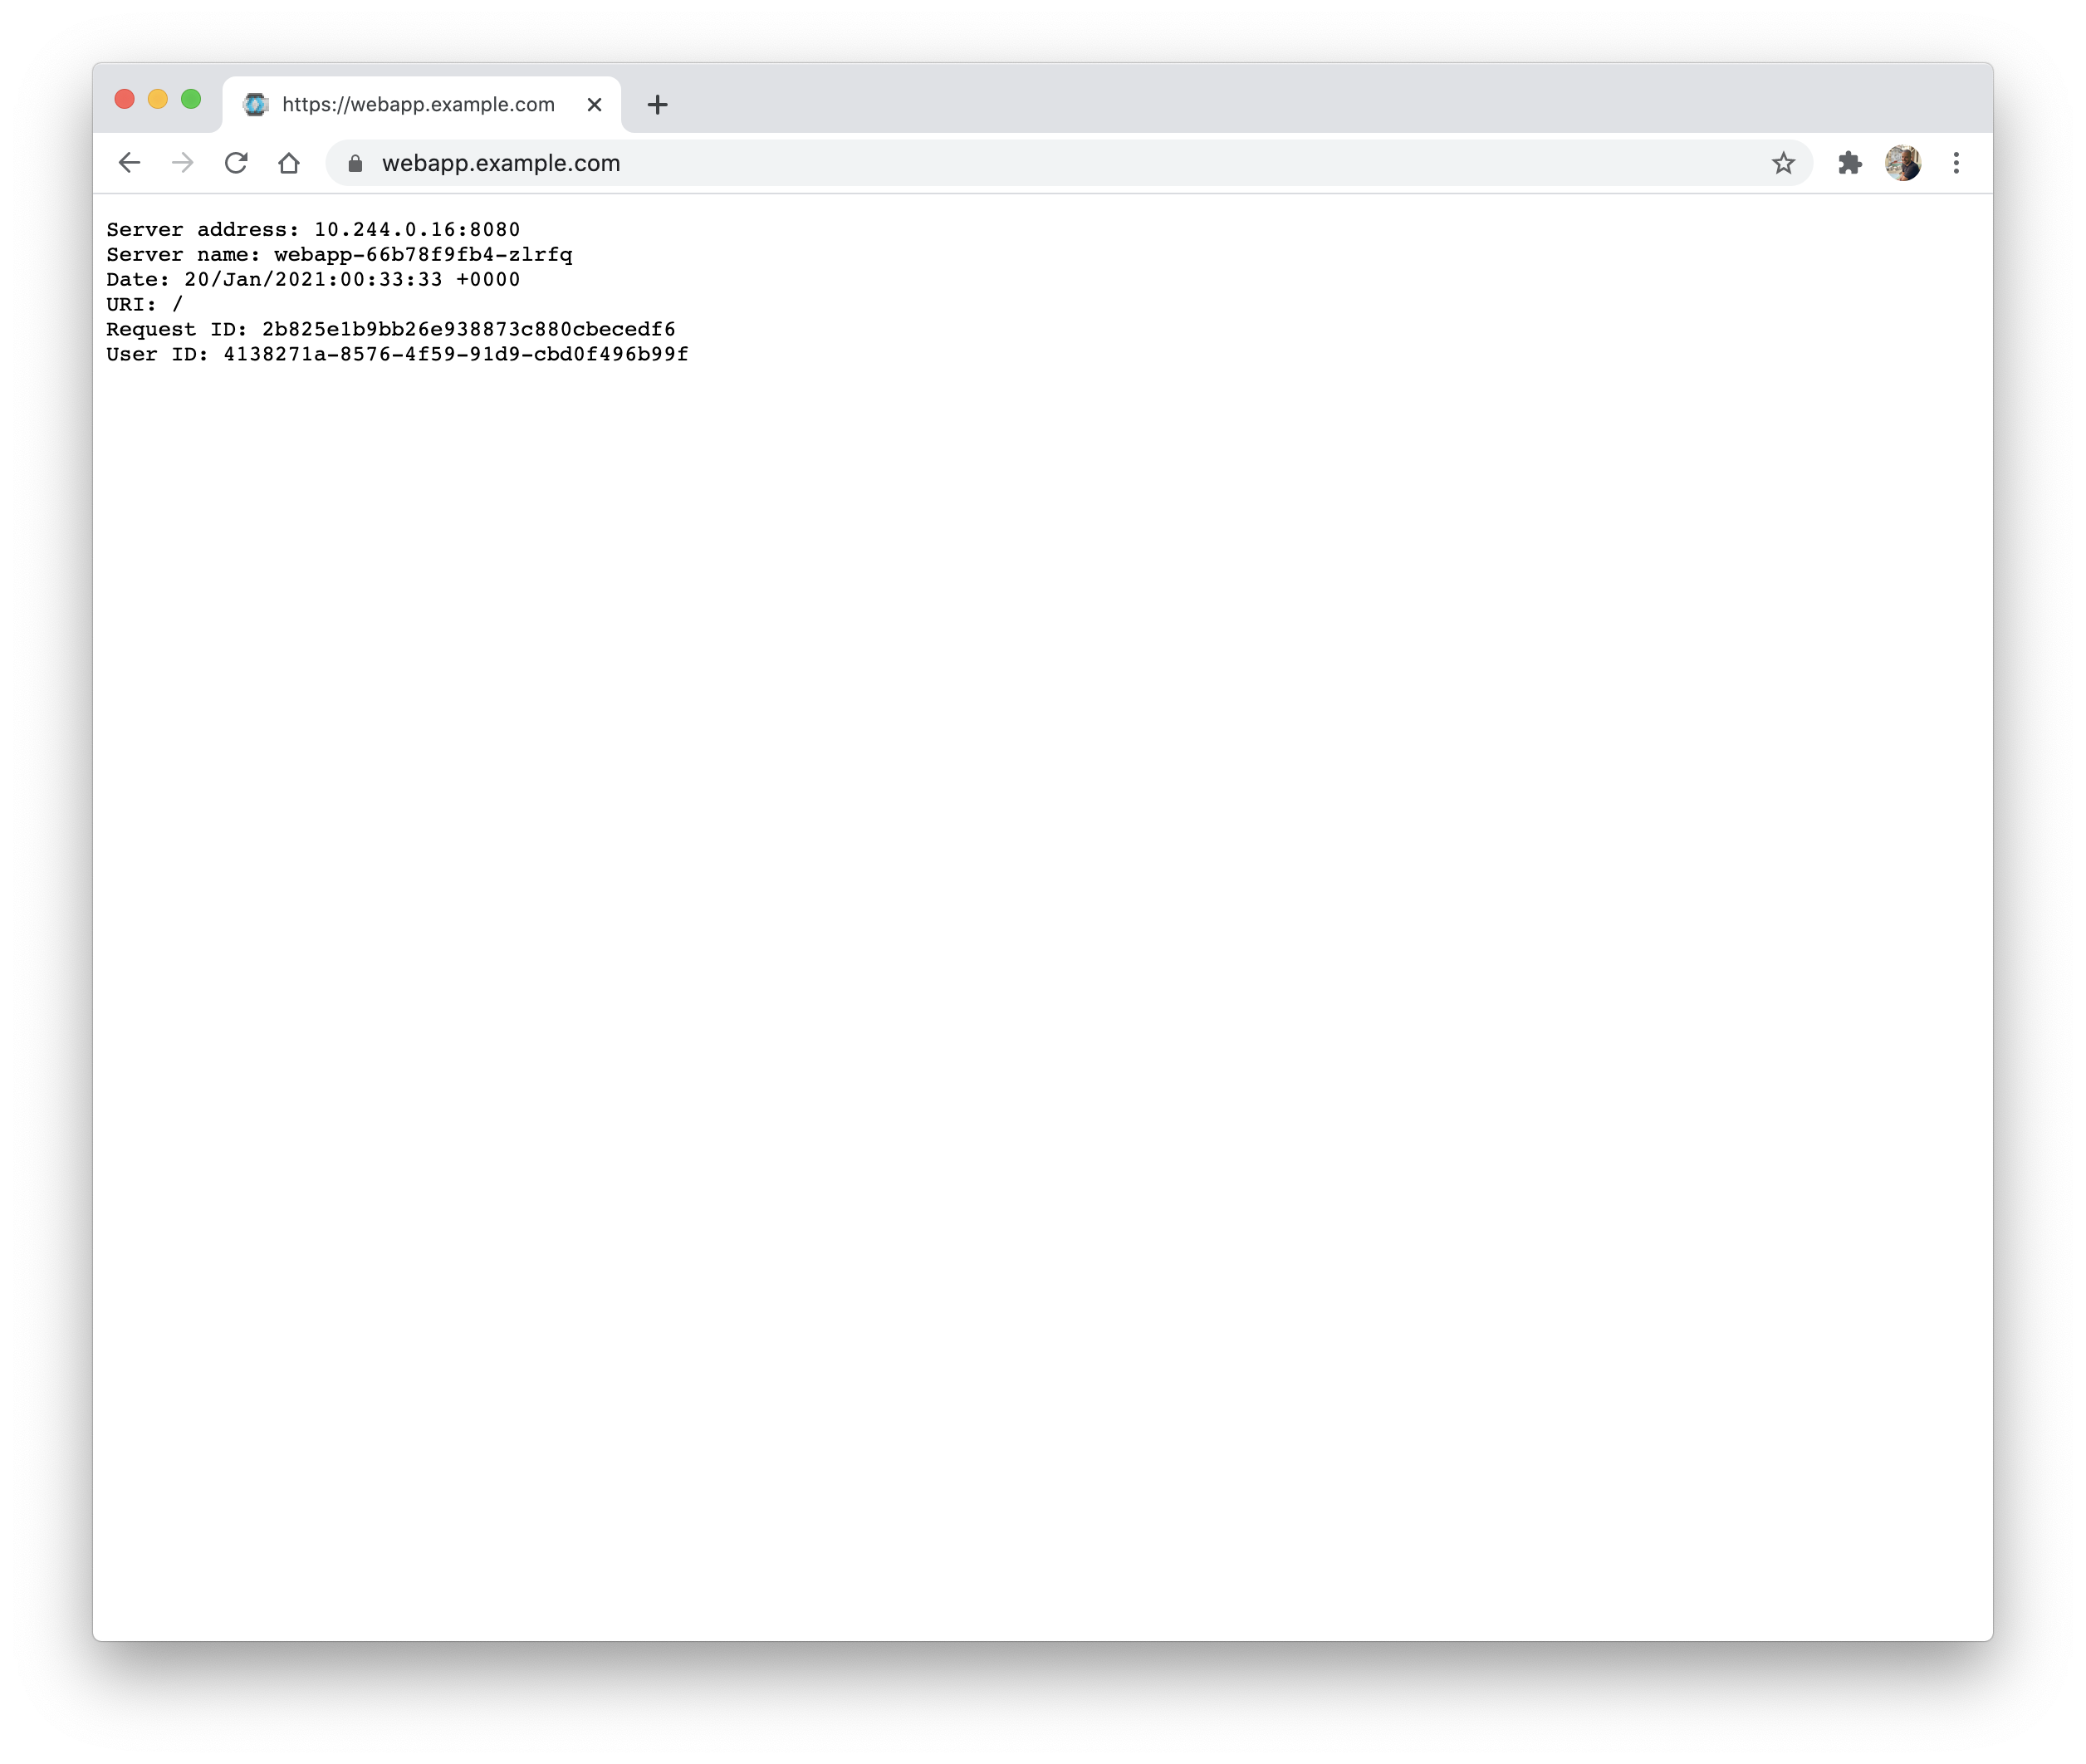 https://webapp.example.com
webapp.example.com
Server address: 10.244.0.16:8080
Server name: webapp-66b78f9fb4-zlrfq
Date: 20/Jan/2021:00:33:33 +0000
URI: /
Request ID: 2b825e1b9bb26e938873c880cbecedf6
User ID: 4138271a-8576-4f59-91d9-cbd0f496b99f